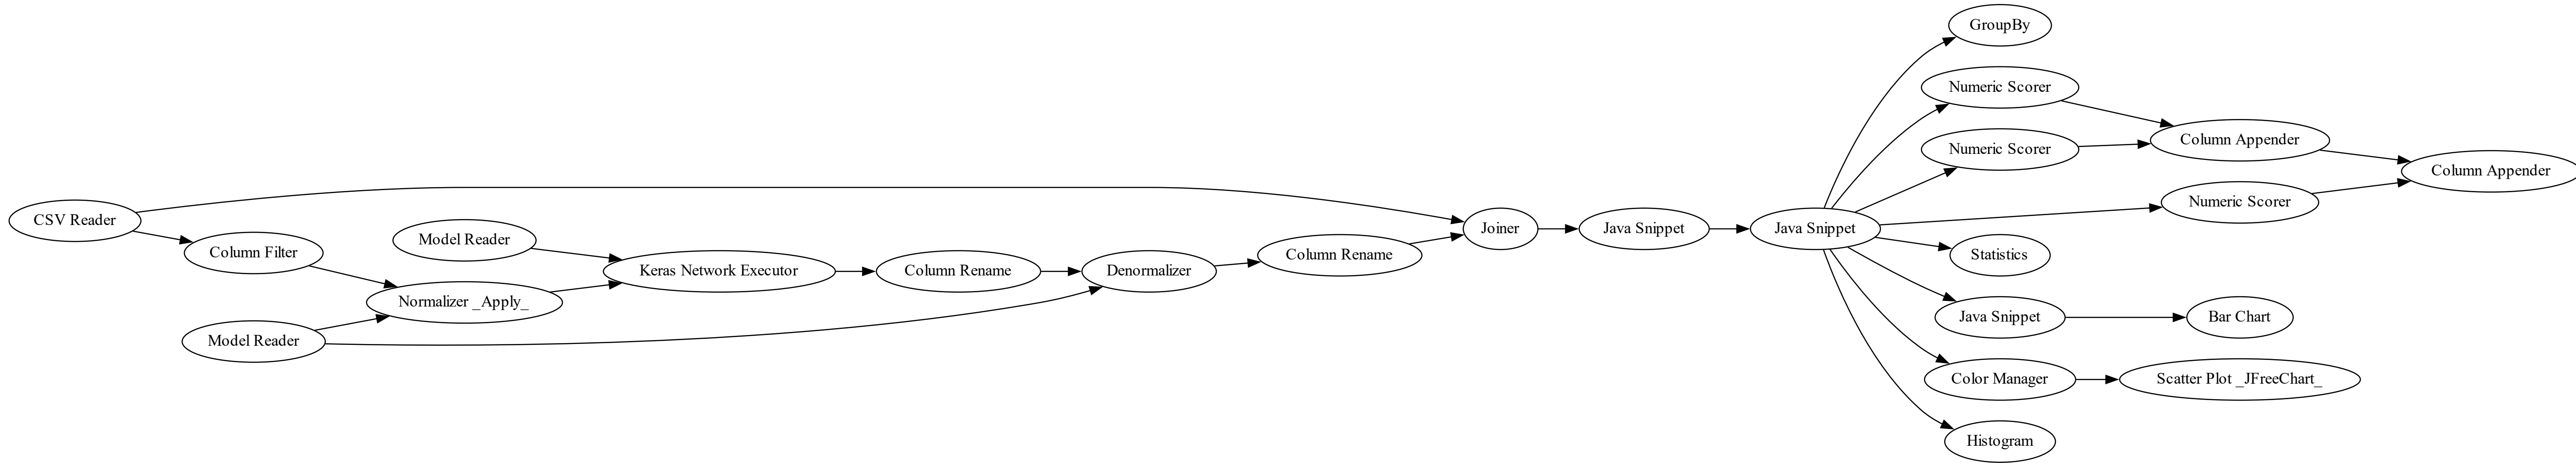 CSV Reader
Column Filter
Model Reader
Model Reader
Normalizer _Apply_
Keras Network Executor
Column Rename
Denormalizer
Column Rename
Joiner
Java Snippet
Java Snippet
GroupBy
Numeric Scorer
Numeric Scorer
Numeric Scorer
Statistics
Java Snippet
Color Manager
Histogram
Column Appender
Column Appender
Bar Chart
Scatter Plot _JFreeChart_